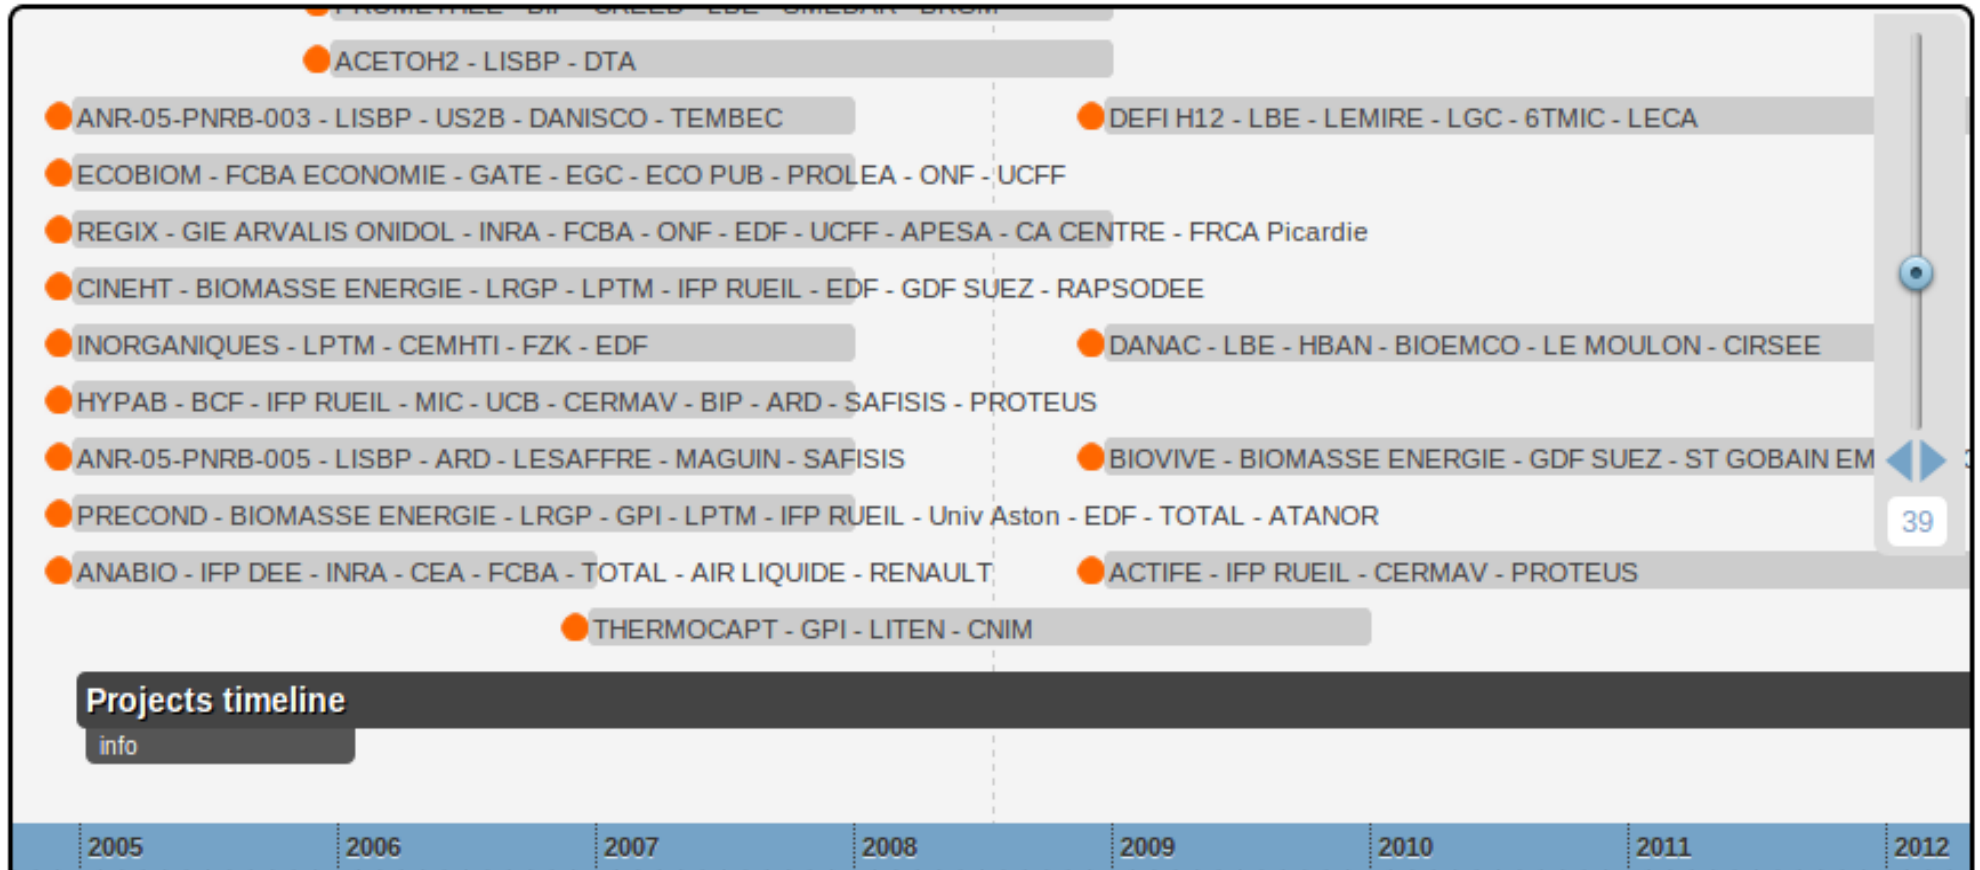 PROMETHEE - BIP - CREED - LBE - SMEBAR - BRGM
ACETOH2 - LISBP - DTA
ANR-05-PNRB-003 - LISBP - US2B - DANISCO - TEMBEC
DEFI H12 - LBE - LEMIRE - LGC - 6TMIC - LECA
ECOBIOM - FCBA ECONOMIE - GATE - EGC - ECO PUB - PROLEA - ONF - UCFF
REGIX - GIE ARVALIS ONIDOL - INRA - FCBA - ONF - EDF - UCFF - APESA - CA CENTRE - FRCA Picardie
CINEHT - BIOMASSE ENERGIE - LRGP - LPTM - IFP RUEIL - EDF - GDF SUEZ - RAPSODEE
INORGANIQUES - LPTM - CEMHTI - FZK - EDF
DANAC - LBE - HBAN - BIOEMCO - LE MOULON - CIRSEE
HYPAB - BCF - IFP RUEIL - MIC - UCB - CERMAV - BIP - ARD - SAFISIS - PROTEUS
ANR-05-PNRB-005 - LISBP - ARD - LESAFFRE - MAGUIN - SAFISIS
BIOVIVE - BIOMASSE ENERGIE - GDF SUEZ - ST GOBAIN EM
PRECOND - BIOMASSE ENERGIE - LRGP - GPI - LPTM - IFP RUEIL - Univ Aston - EDF - TOTAL - ATANOR
39
ANABIO - IFP DEE - INRA - CEA - FCBA - TOTAL - AIR LIQUIDE - RENAULT
ACTIFE - IFP RUEIL - CERMAV - PROTEUS
THERMOCAPT - GPI - LITEN - CNIM
Projects timeline
info
2005 2006 2007 2008 2009 2010 2011 2012